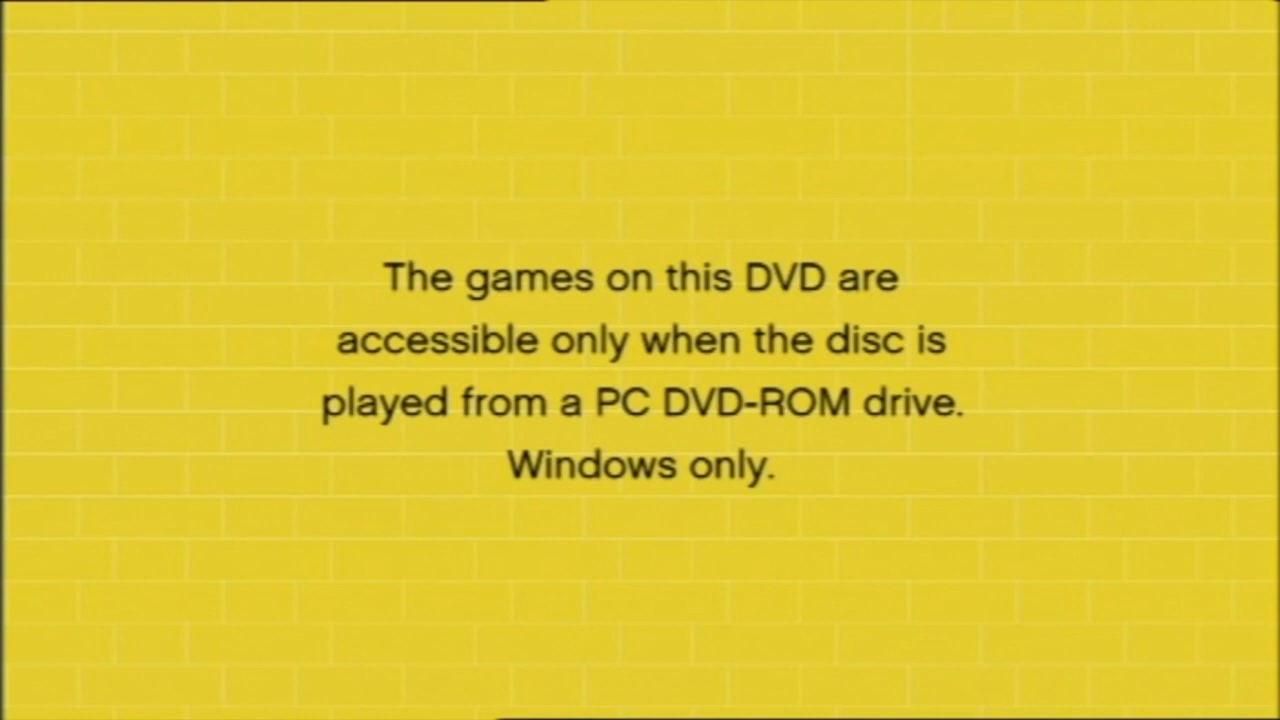 The games on this DVD are
accessible only when the disc is
played from a PC DVD-ROM drive.
Windows only.